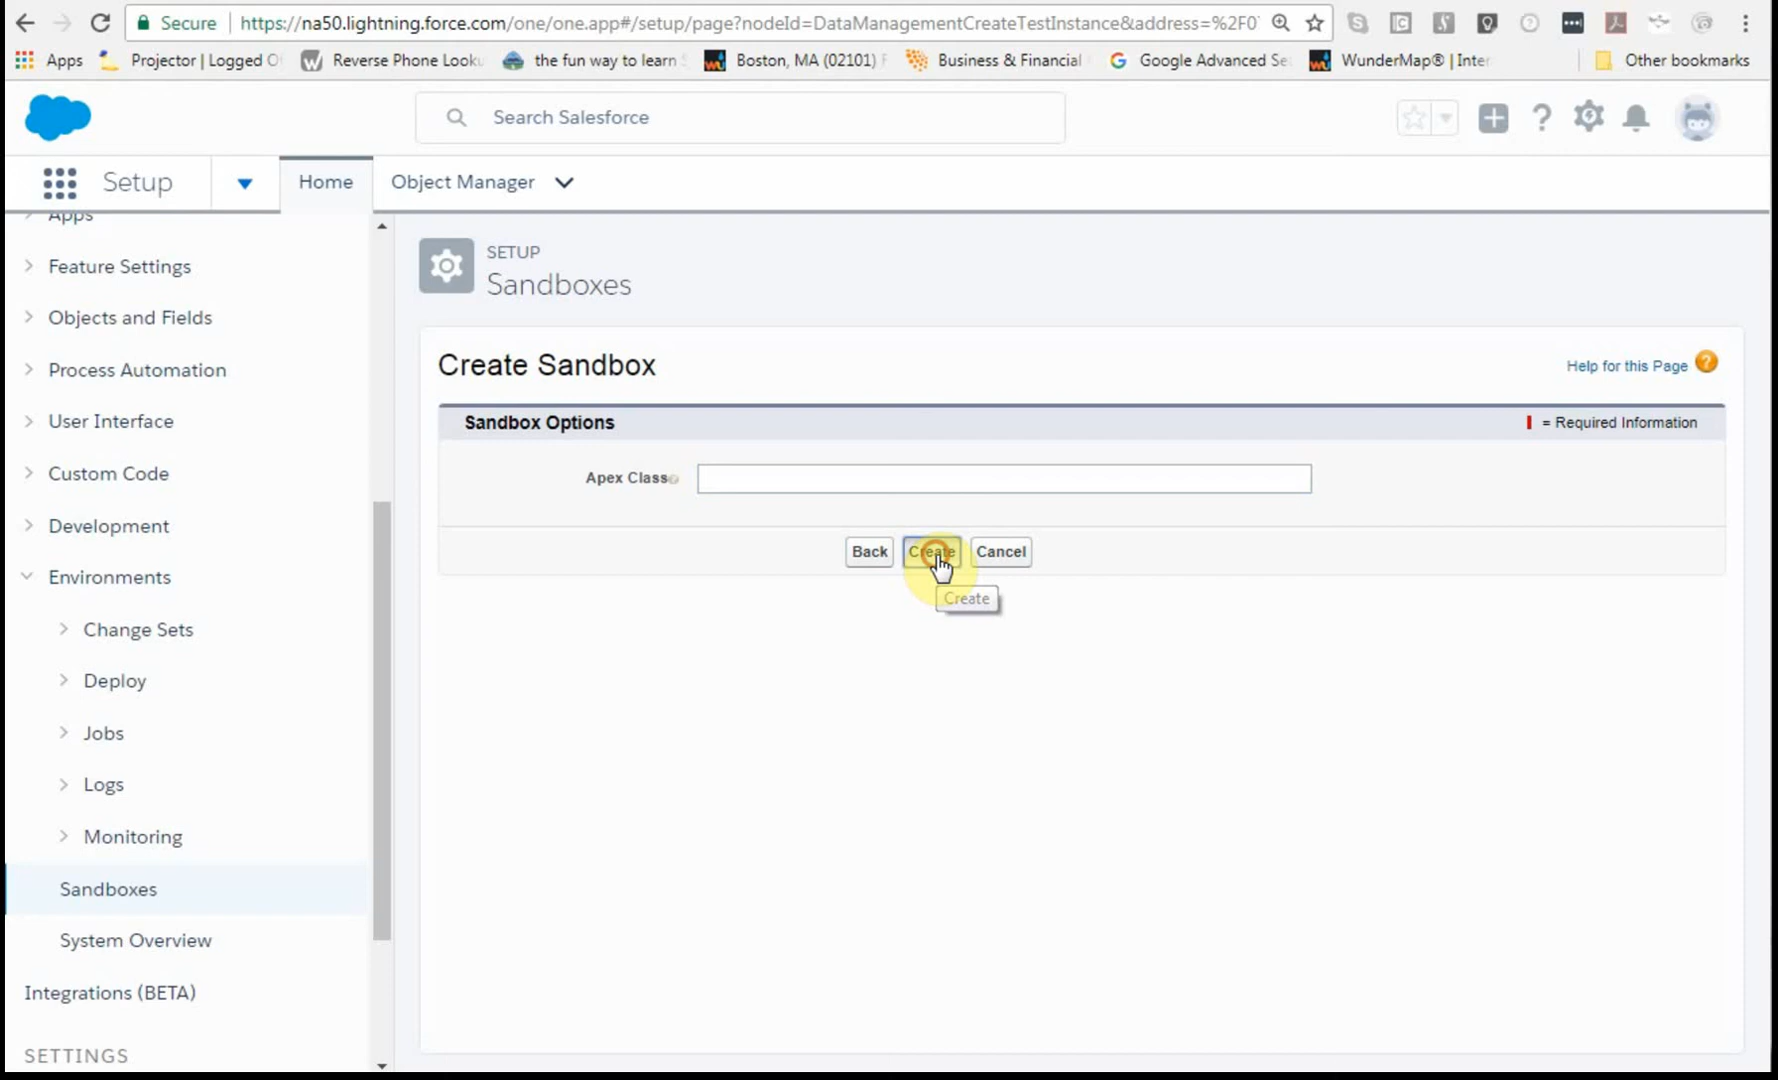 Secure https://na50.lightning.force.com/one/one.app#/setup/page?nodeId=DataManagementCreateTestInstance&address=%2F0
Apps Projector | Logged O Reverse Phone Looku the fun way to learn Boston, MA (02101) F Business & Financial Google Advanced Se WunderMap® | Inter Other bookmarks
Search Salesforce
Setup Home Object Manager
Apps
Feature Settings
Objects and Fields
Process Automation
User Interface
Custom Code
Development
Environments
Change Sets
Deploy
Jobs
Logs
Monitoring
Sandboxes
System Overview
Integrations (BETA)
SETTINGS
SETUP
Sandboxes
Create Sandbox
Help for this Page
Sandbox Options
= Required Information
Apex Class
Back Create Cancel
Create